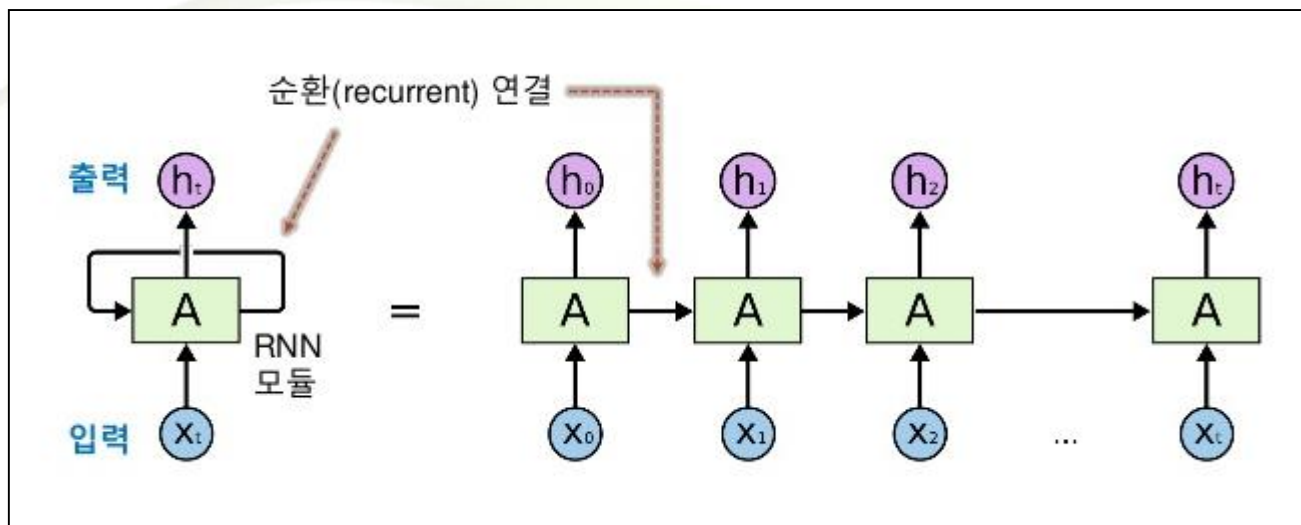 순환(recurrent) 연결
출력 hₜ h₀ h₁ h₂ hₜ
A = A A A A
RNN
모듈
입력 xₜ x₀ x₁ x₂ ... xₜ